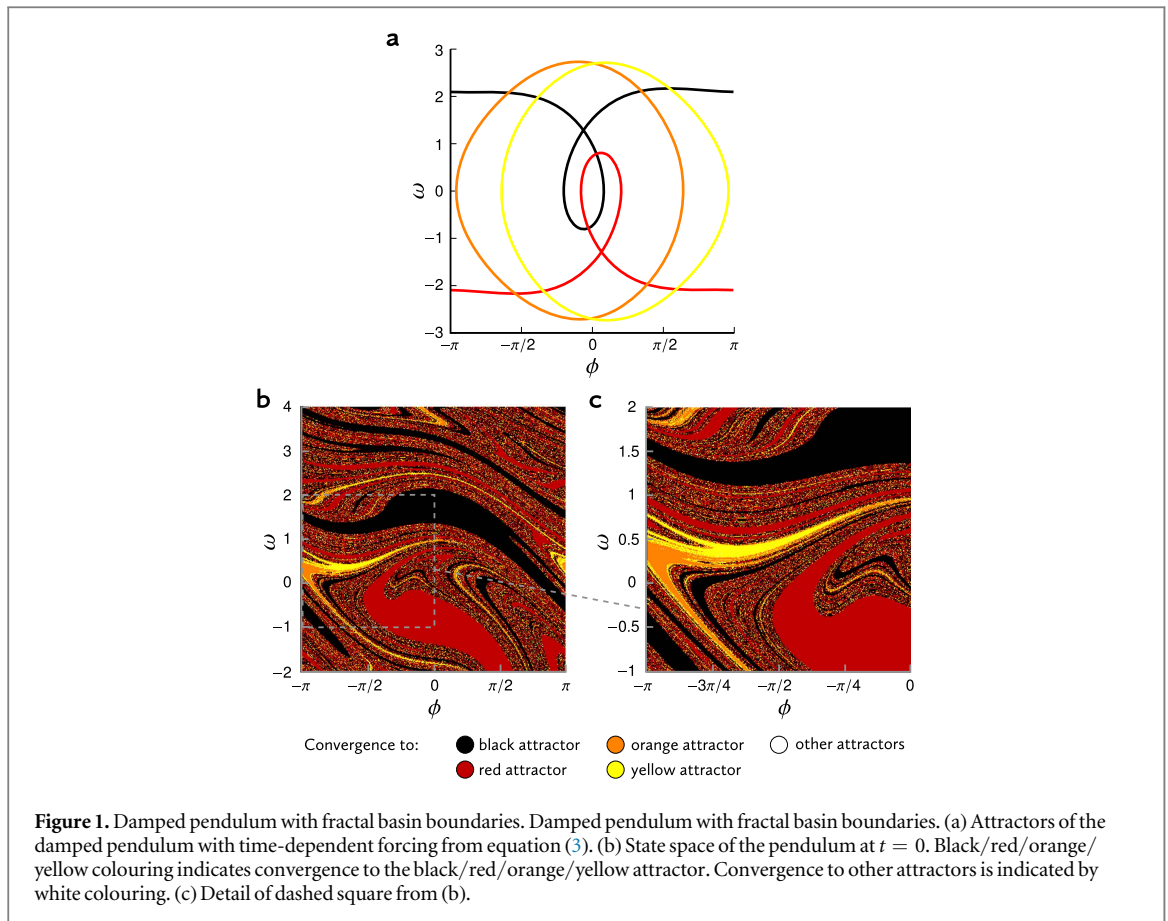 a
3
2
1
0
−1
−2
−3
ω
−π
−π/2
0
π/2
π
ϕ
b
4
3
2
1
0
−1
−2
ω
−π
−π/2
0
π/2
π
ϕ
c
2
1.5
1
0.5
0
−0.5
−1
ω
−π
−3π/4
−π/2
−π/4
0
ϕ
Convergence to:
black attractor
orange attractor
other attractors
red attractor
yellow attractor
Figure 1. Damped pendulum with fractal basin boundaries. Damped pendulum with fractal basin boundaries. (a) Attractors of the
damped pendulum with time-dependent forcing from equation (3). (b) State space of the pendulum at t = 0. Black/red/orange/
yellow colouring indicates convergence to the black/red/orange/yellow attractor. Convergence to other attractors is indicated by
white colouring. (c) Detail of dashed square from (b).